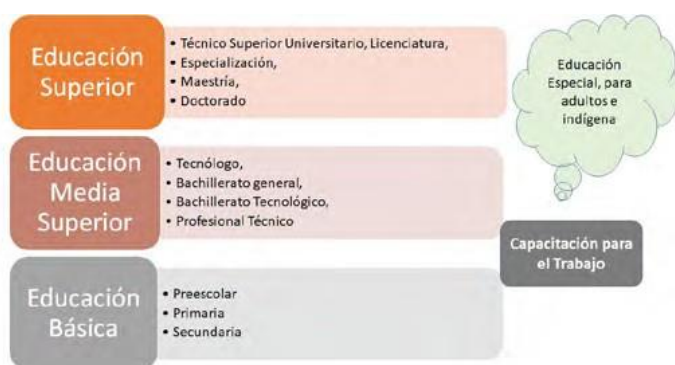 Educación
Superior
• Técnico Superior Universitario, Licenciatura,
• Especialización,
• Maestría,
• Doctorado
Educación
Especial, para
adultos e
indígena
Educación
Media
Superior
• Tecnólogo,
• Bachillerato general,
• Bachillerato Tecnológico,
• Profesional Técnico
Capacitación para
el Trabajo
Educación
Básica
• Preescolar
• Primaria
• Secundaria